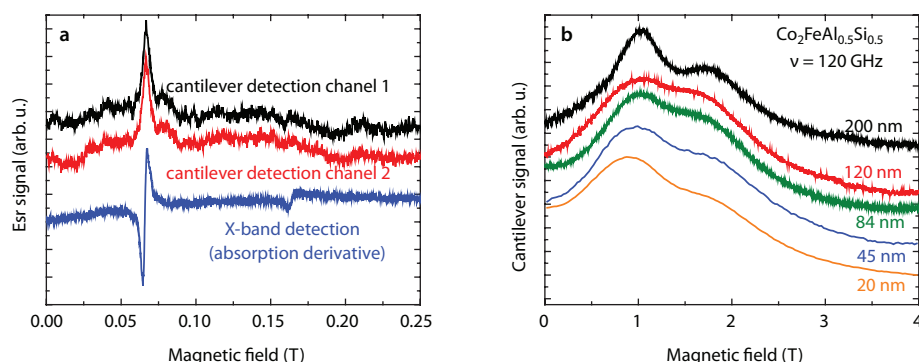 a
cantilever detection chanel 1
cantilever detection chanel 2
X-band detection
(absorption derivative)
Esr signal (arb. u.)
0.00 0.05 0.10 0.15 0.20 0.25
Magnetic field (T)
b
Co2FeAl0.5Si0.5
ν = 120 GHz
200 nm
120 nm
84 nm
45 nm
20 nm
Cantilever signal (arb. u.)
0 1 2 3 4
Magnetic field (T)